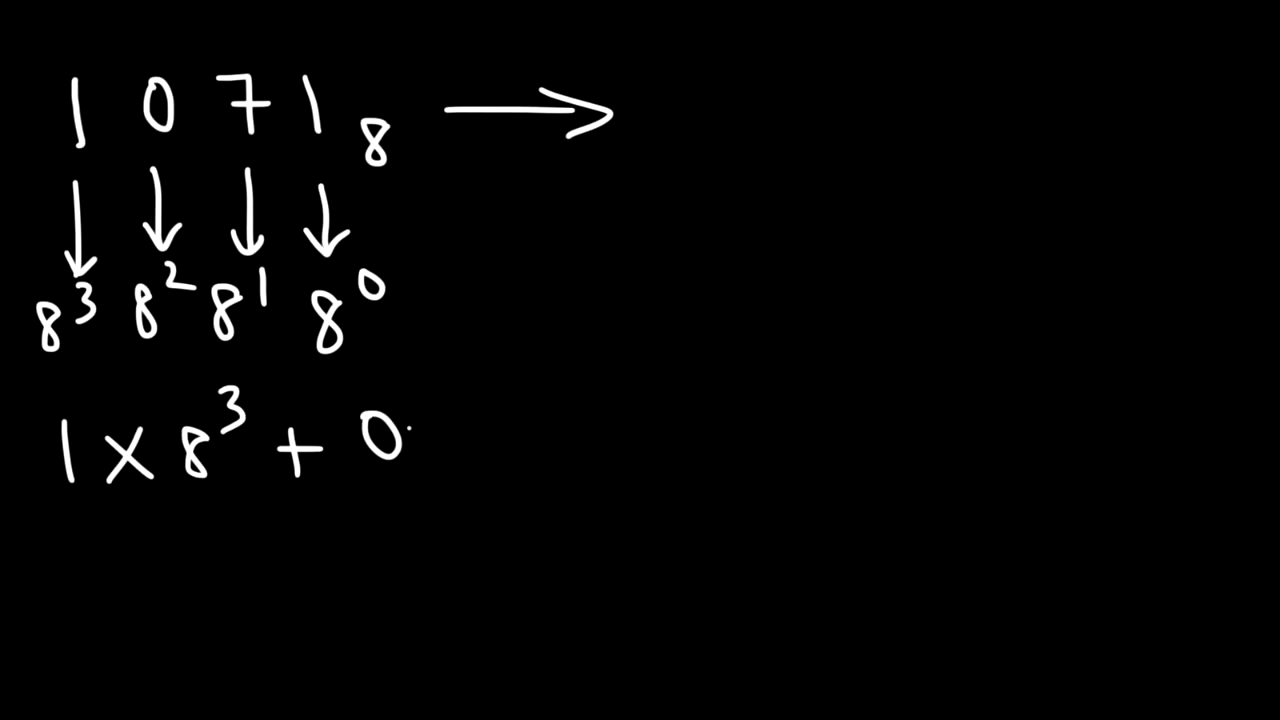 1071₈ →
↓ ↓ ↓ ↓
8³ 8² 8¹ 8⁰
1 × 8³ + 0